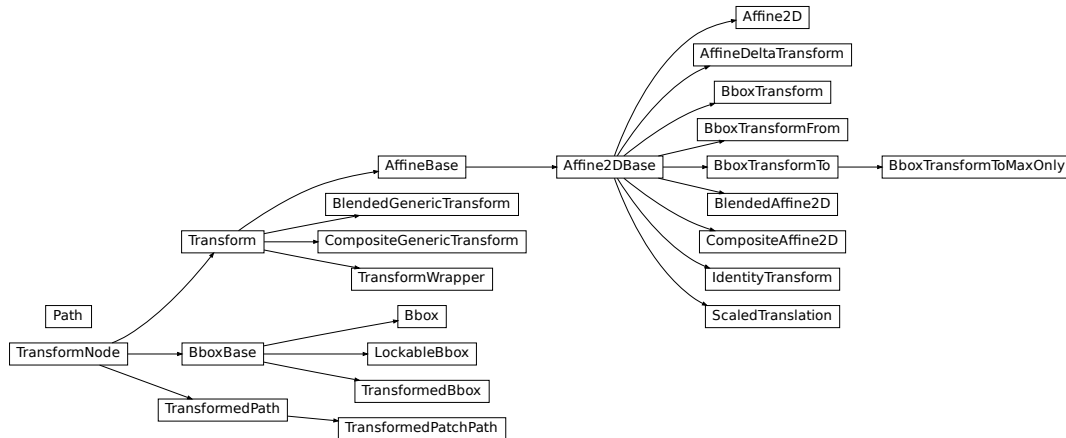 Affine2D
AffineDeltaTransform
BboxTransform
BboxTransformFrom
AffineBase
Affine2DBase
BboxTransformTo
BboxTransformToMaxOnly
BlendedGenericTransform
BlendedAffine2D
Transform
CompositeGenericTransform
CompositeAffine2D
TransformWrapper
IdentityTransform
Path
Bbox
ScaledTranslation
TransformNode
BboxBase
LockableBbox
TransformedBbox
TransformedPath
TransformedPatchPath